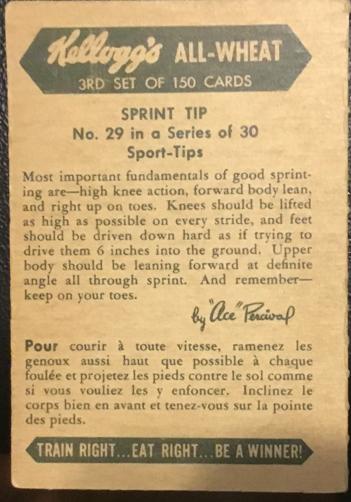 Kellogg's ALL-WHEAT
3RD SET OF 150 CARDS
SPRINT TIP
No. 29 in a Series of 30
Sport-Tips
Most important fundamentals of good sprint-
ing are—high knee action, forward body lean,
and right up on toes. Knees should be lifted
as high as possible on every stride, and feet
should be driven down hard as if trying to
drive them 6 inches into the ground. Upper
body should be leaning forward at definite
angle all through sprint. And remember—
keep on your toes.
by "Ace" Percival
Pour courir à toute vitesse, ramenez les
genoux aussi haut que possible à chaque
foulée et projetez les pieds contre le sol comme
si vous vouliez les y enfoncer. Inclinez le
corps bien en avant et tenez-vous sur la pointe
des pieds.
TRAIN RIGHT...EAT RIGHT...BE A WINNER!